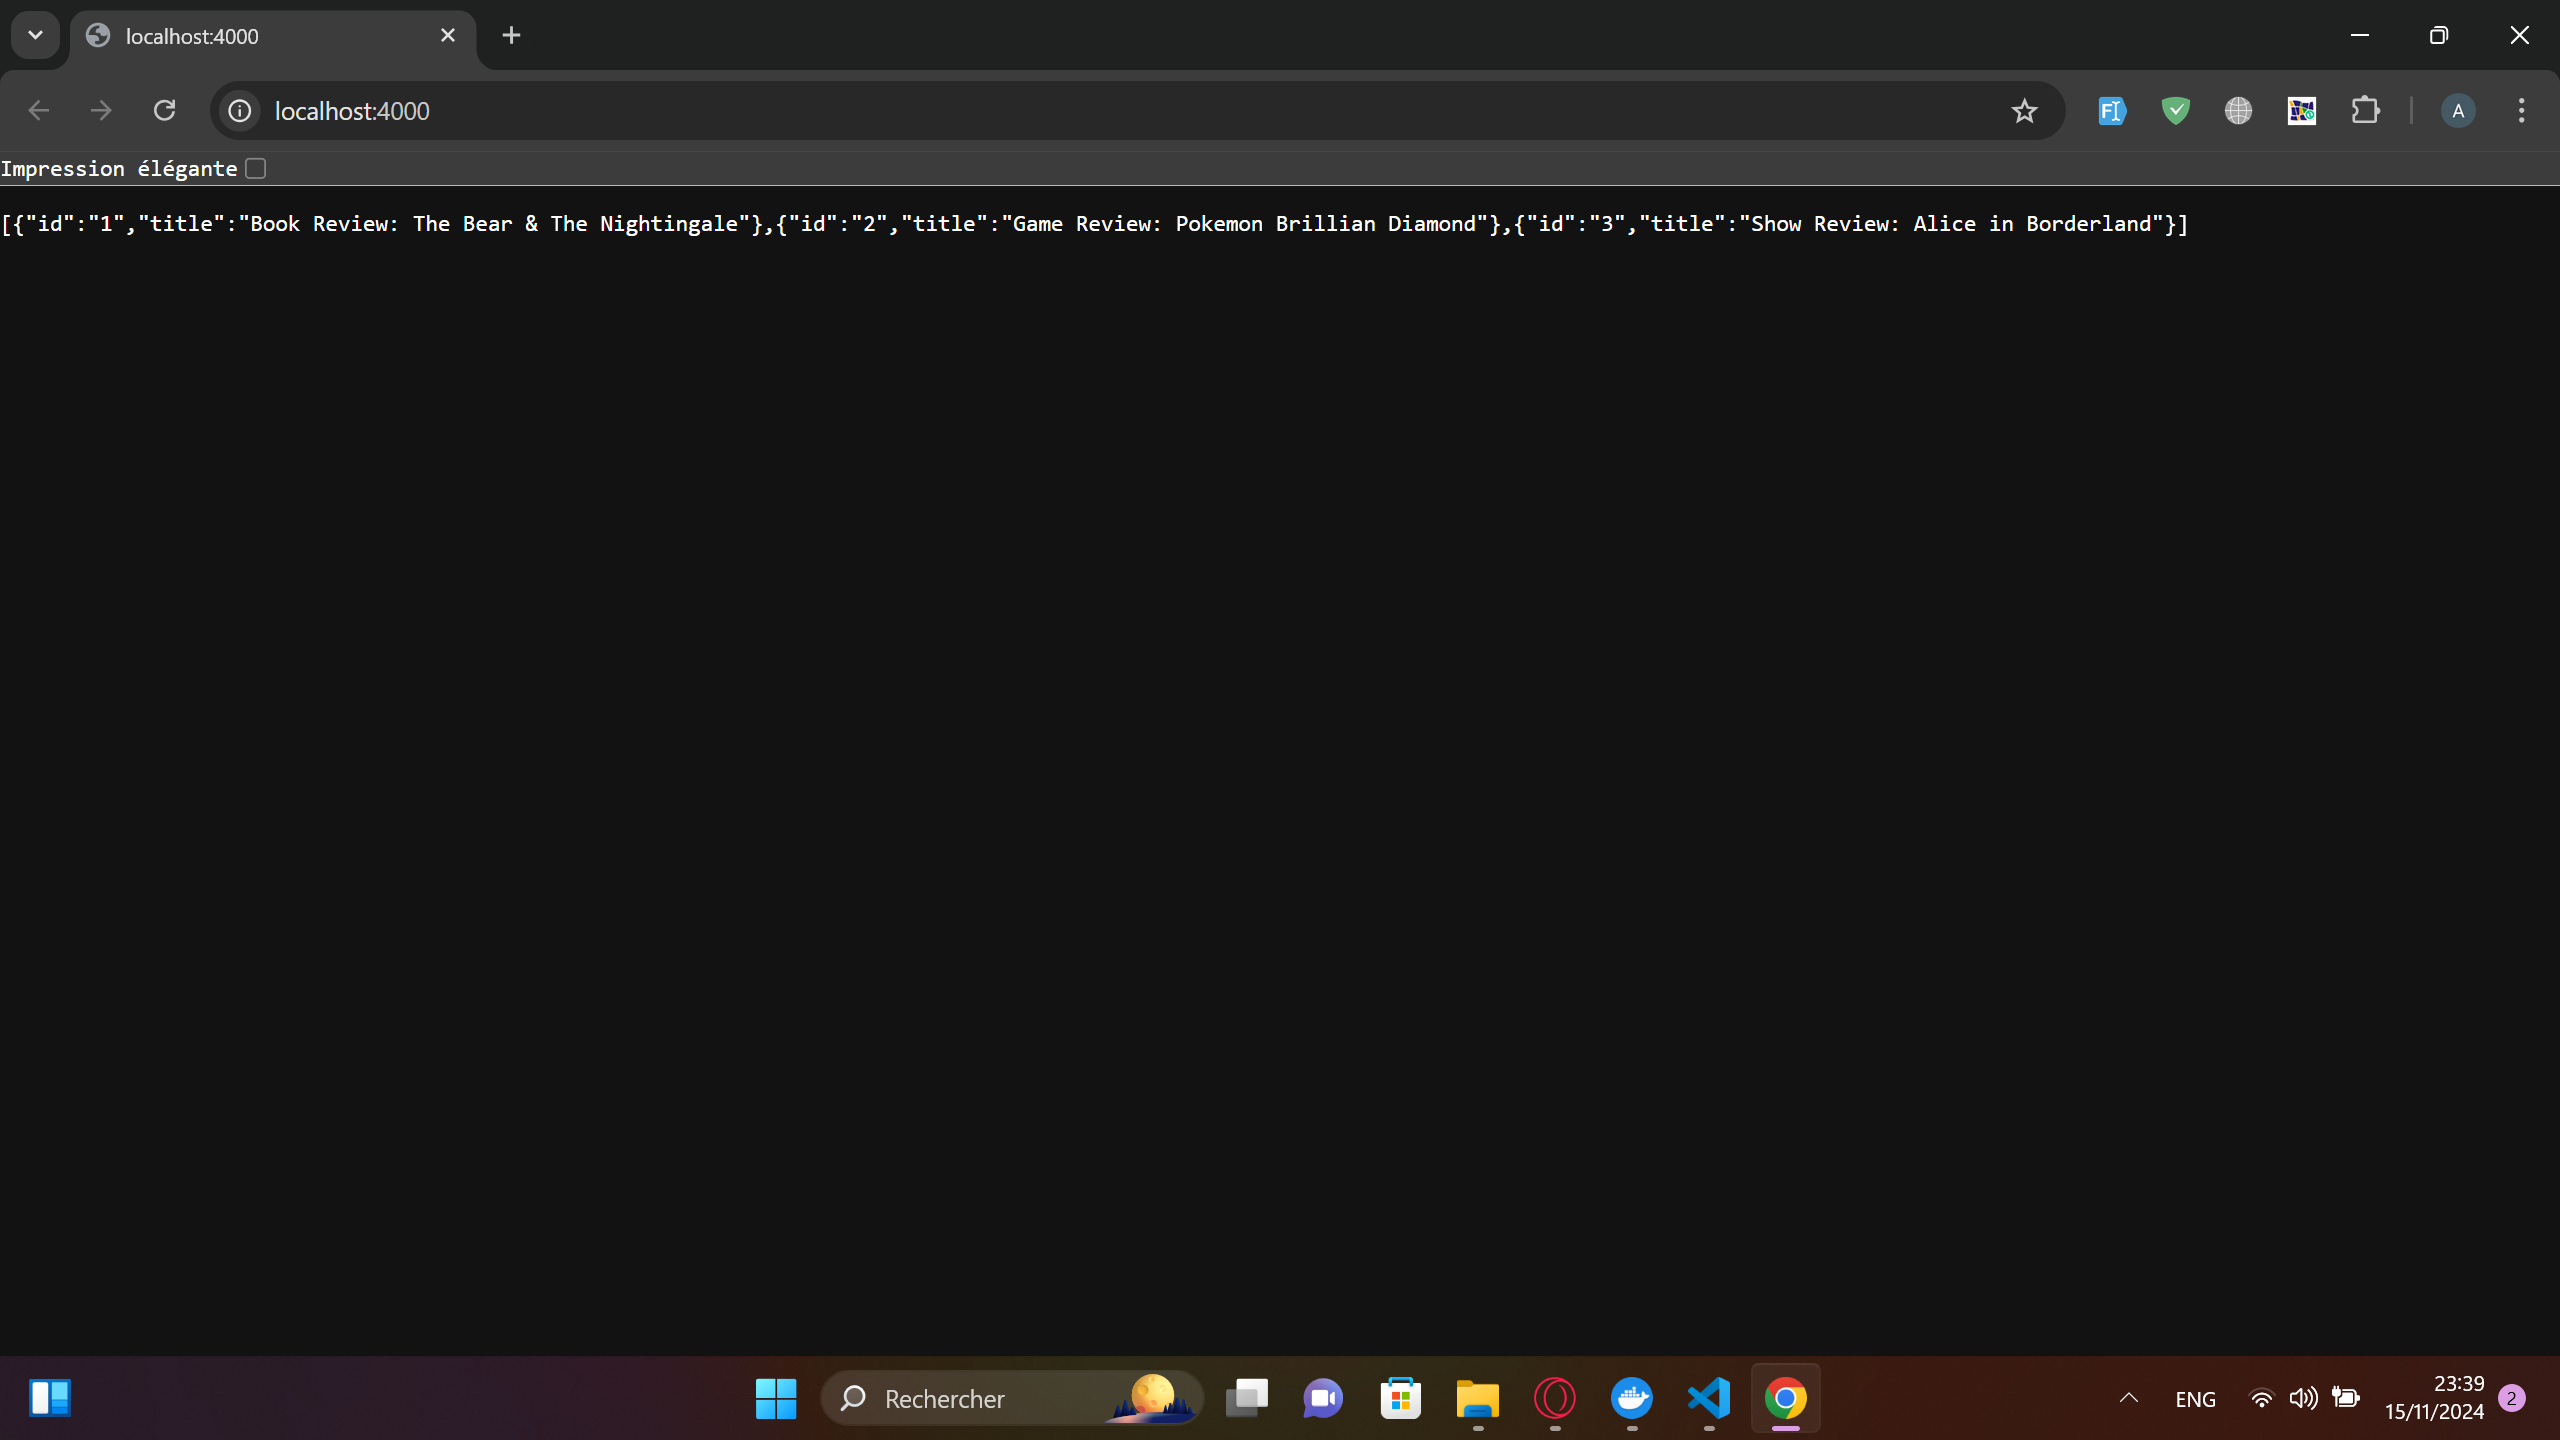 localhost:4000
localhost:4000
A
Impression élégante
[{"id":"1","title":"Book Review: The Bear & The Nightingale"},{"id":"2","title":"Game Review: Pokemon Brillian Diamond"},{"id":"3","title":"Show Review: Alice in Borderland"}]
Rechercher
ENG
23:39
15/11/2024
2